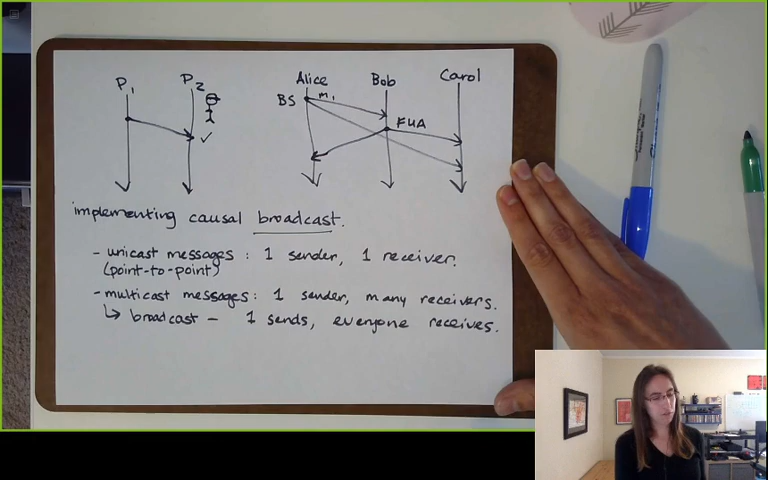 P1 P2 Alice Bob Carol
BS m1
FUA
✓
implementing causal broadcast.
- unicast messages : 1 sender, 1 receiver.
(point-to-point)
- multicast messages: 1 sender, many receivers.
↳ broadcast - 1 sends, everyone receives.